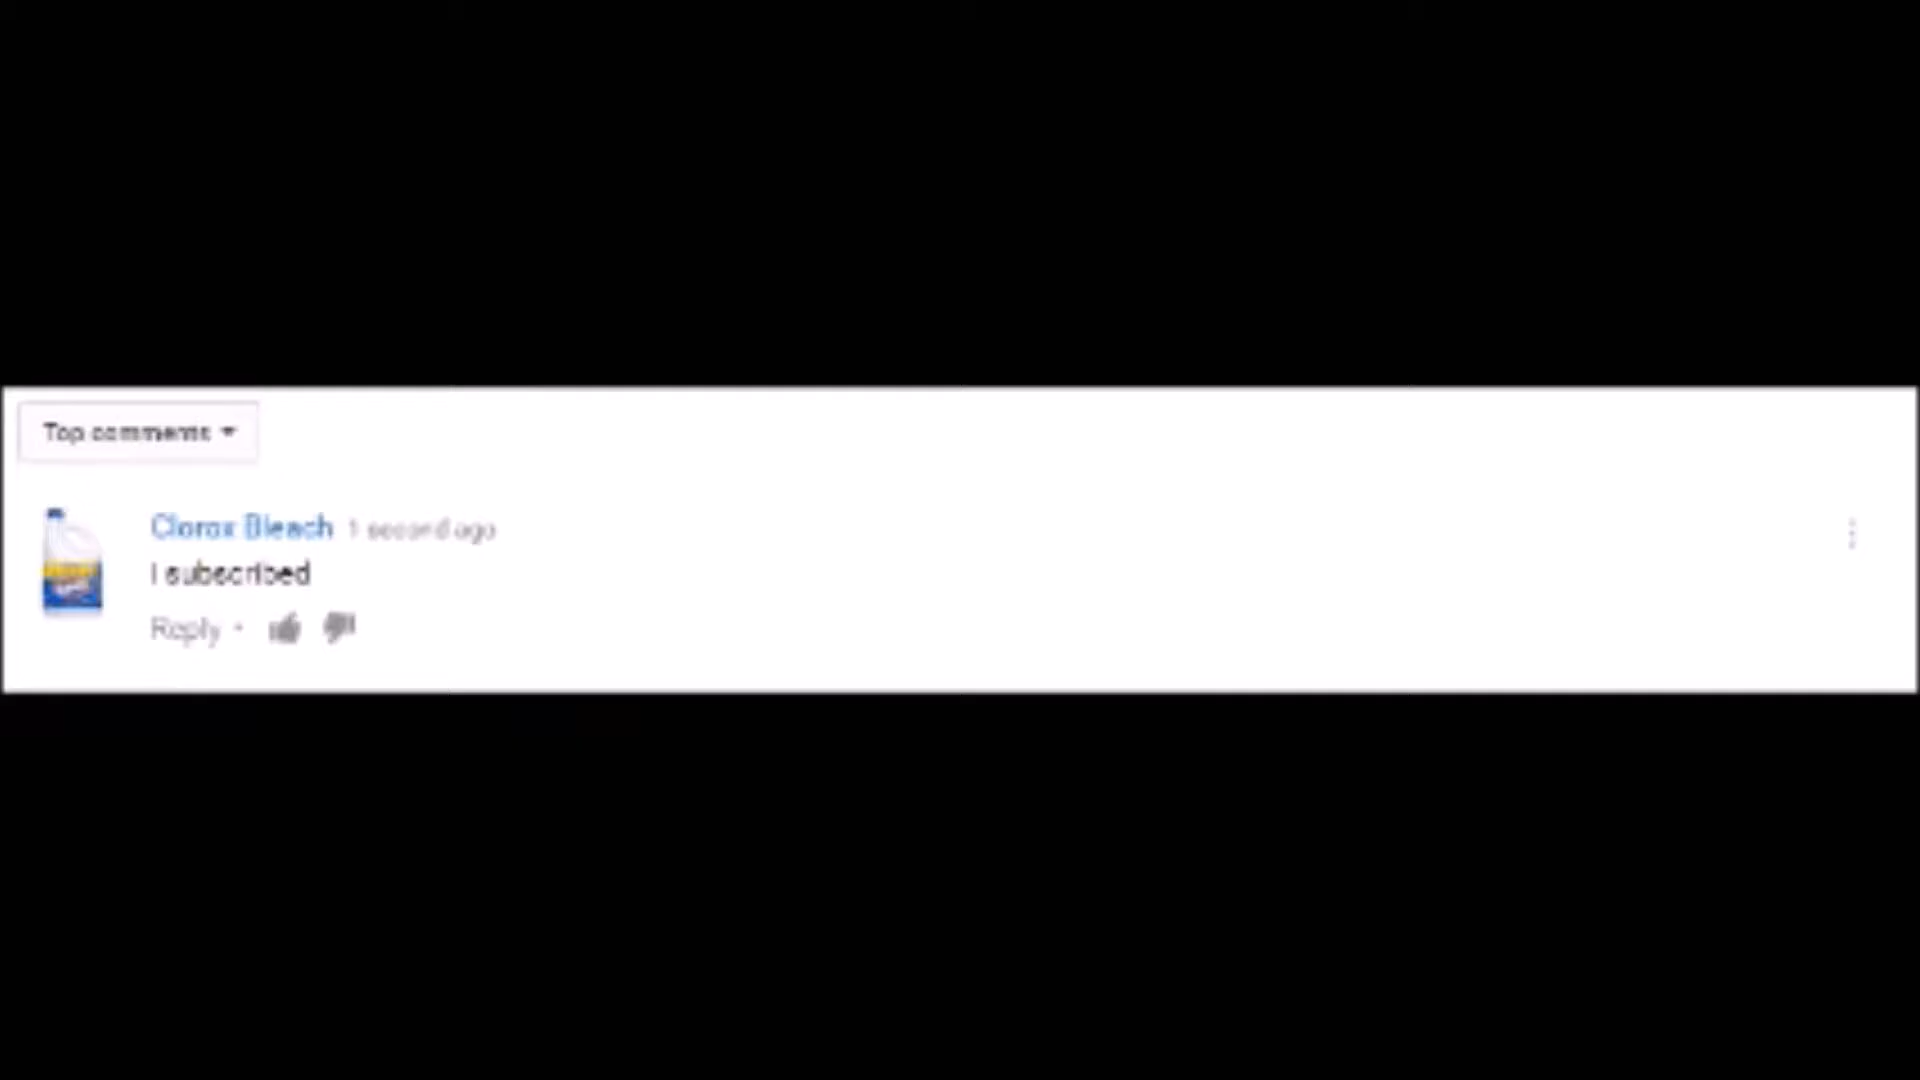 Top comments
Clorox Bleach 1 second ago
I subscribed
Reply •